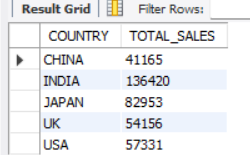 Result Grid Filter Rows:
COUNTRY TOTAL_SALES
CHINA 41165
INDIA 136420
JAPAN 82953
UK 54156
USA 57331